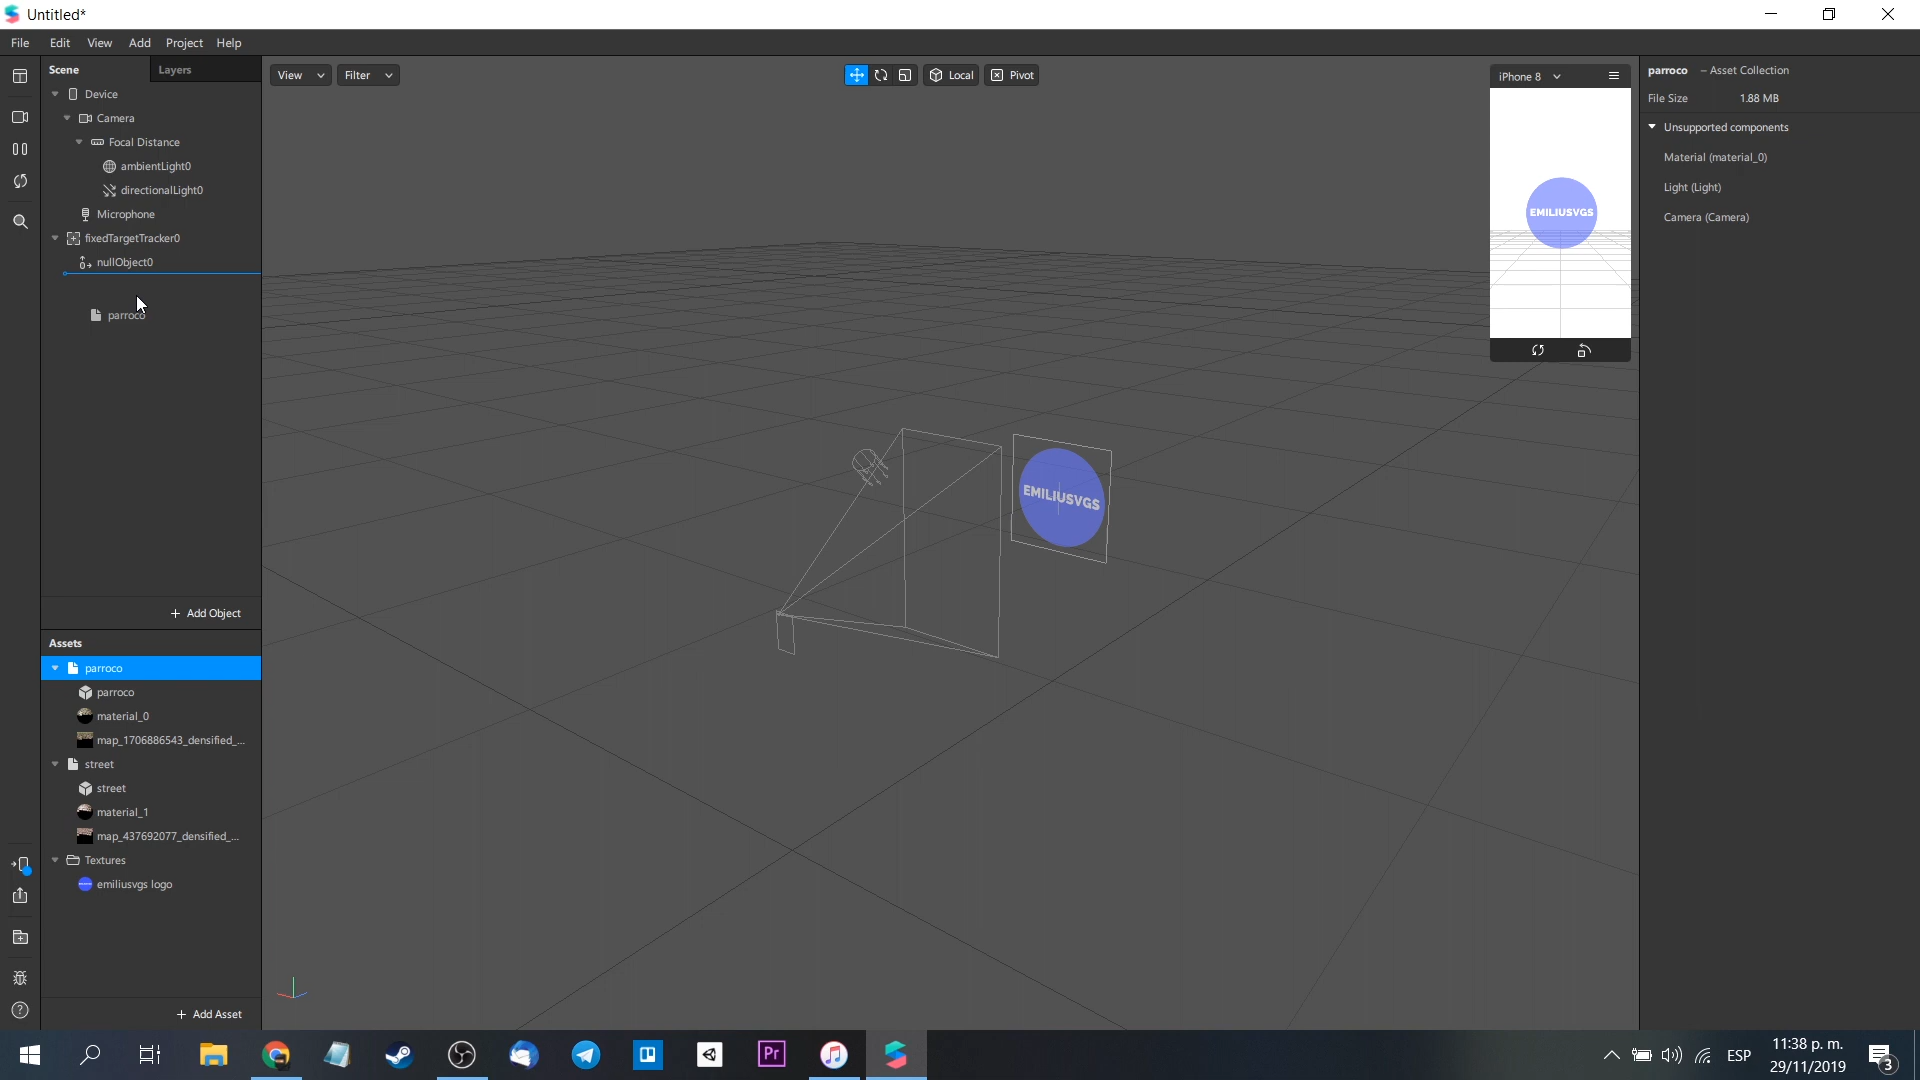 Untitled*
File Edit View Add Project Help
Scene Layers
Device
Camera
Focal Distance
ambientLight0
directionalLight0
Microphone
fixedTargetTracker0
nullObject0
parroco
+ Add Object
Assets
parroco
parroco
material_0
map_1706886543_densified_...
street
street
material_1
map_437692077_densified_...
Textures
emiliusvgs logo
+ Add Asset
View Filter
Local Pivot
EMILIUSVGS
iPhone 8
EMILIUSVGS
parroco – Asset Collection
File Size 1.88 MB
Unsupported components
Material (material_0)
Light (Light)
Camera (Camera)
Pr
ESP
11:38 p. m.
29/11/2019
3